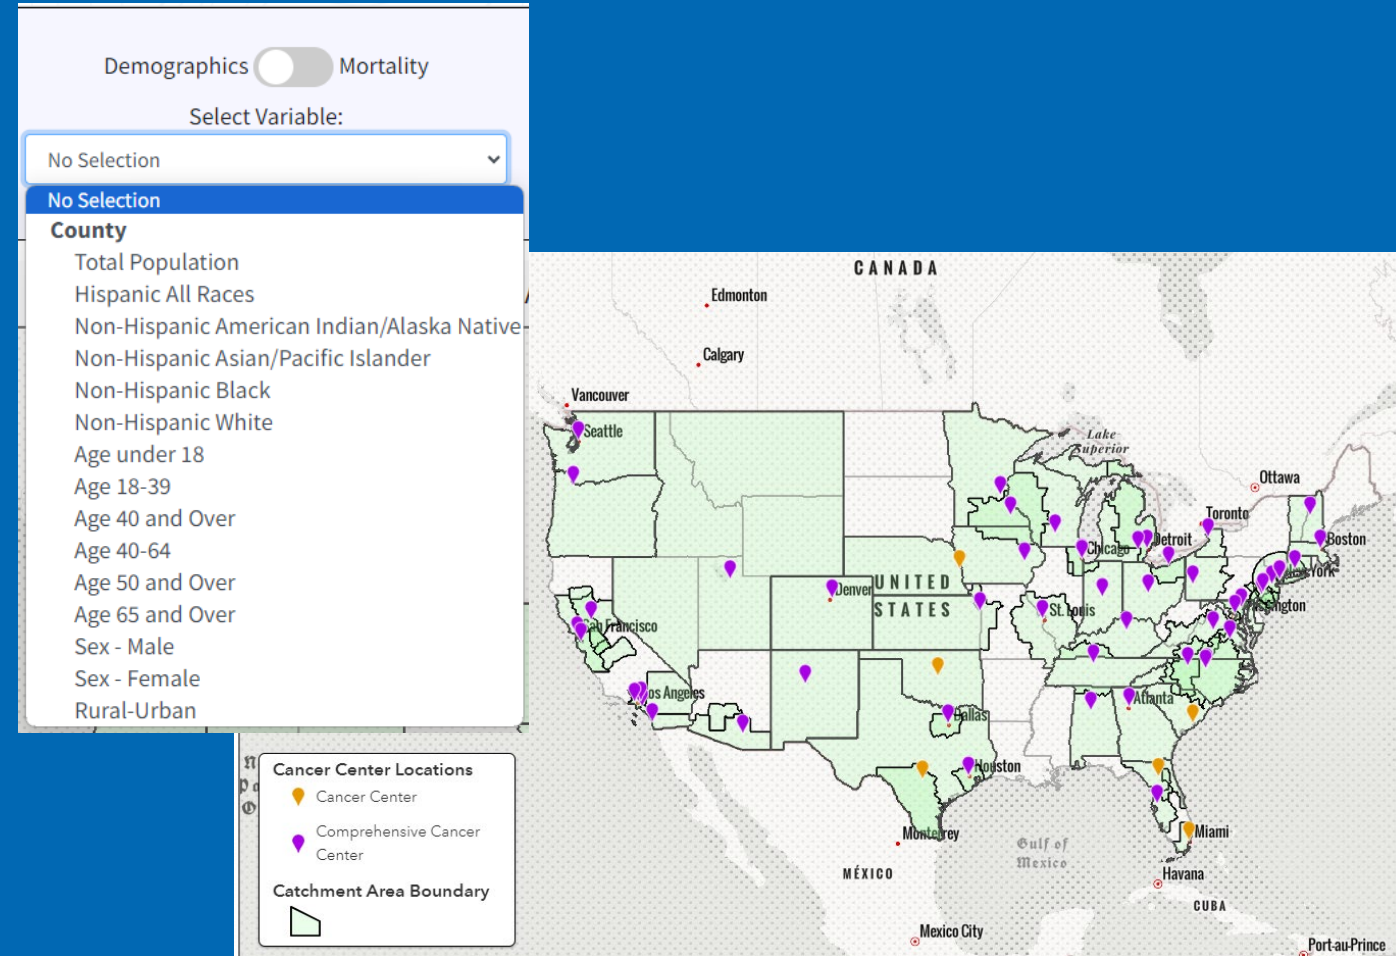 Demographics Mortality
Select Variable:
No Selection
No Selection
County
Total Population
Hispanic All Races
Non-Hispanic American Indian/Alaska Native
Non-Hispanic Asian/Pacific Islander
Non-Hispanic Black
Non-Hispanic White
Age under 18
Age 18-39
Age 40 and Over
Age 40-64
Age 50 and Over
Age 65 and Over
Sex - Male
Sex - Female
Rural-Urban
CANADA
Edmonton
Calgary
Vancouver
Seattle
Lake
Superior
Ottawa
Toronto
Boston
Detroit
Chicago
UNITED
STATES
Denver
St. Louis
San Francisco
Los Angeles
Atlanta
Dallas
Houston
Monterrey
Miami
Gulf of
Mexico
MÉXICO
Havana
CUBA
Mexico City
Port-au-Prince
Cancer Center Locations
Cancer Center
Comprehensive Cancer
Center
Catchment Area Boundary